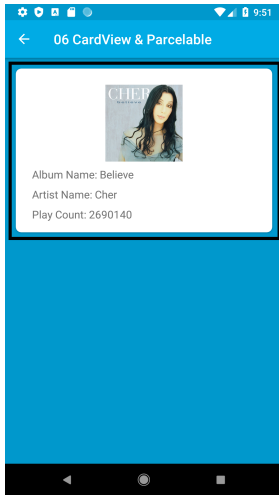 9:51
06 CardView & Parcelable
CHER
Album Name: Believe
Artist Name: Cher
Play Count: 2690140